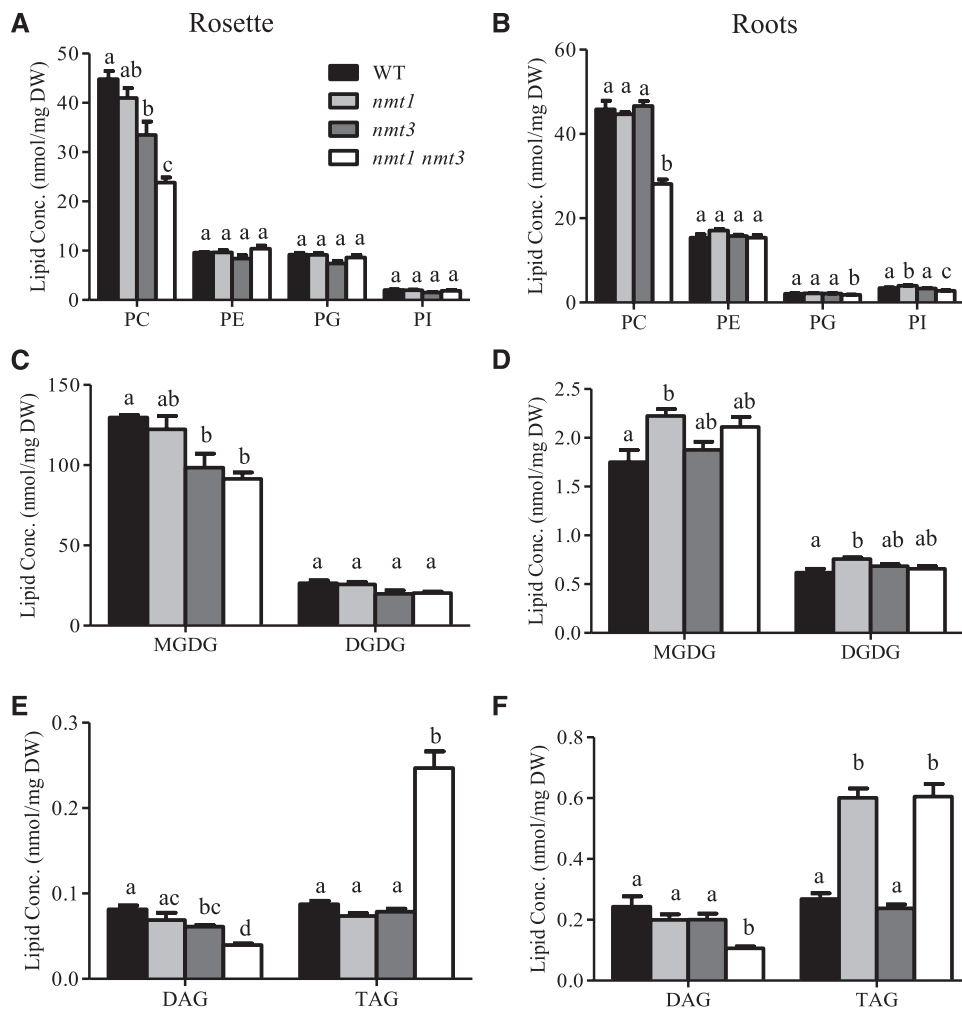 A Rosette
Lipid Conc. (nmol/mg DW)
50
40
30
20
10
0
a ab b c
a a a a
a a a a
a a a a
PC PE PG PI
WT
nmt1
nmt3
nmt1 nmt3
B Roots
Lipid Conc. (nmol/mg DW)
60
40
20
0
a a a b
a a a a
a a a b
a b a c
PC PE PG PI
C
Lipid Conc. (nmol/mg DW)
150
100
50
0
a ab b b
a a a a
MGDG DGDG
D
Lipid Conc. (nmol/mg DW)
2.5
2.0
1.5
1.0
0.5
0.0
a b ab ab
a b ab ab
MGDG DGDG
E
Lipid Conc. (nmol/mg DW)
0.3
0.2
0.1
0.0
a ac bc d
a a a b
DAG TAG
F
Lipid Conc. (nmol/mg DW)
0.8
0.6
0.4
0.2
0.0
a a a b
a b a b
DAG TAG